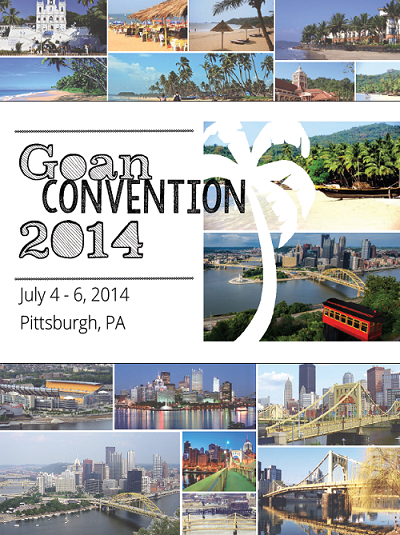 Goan
CONVENTION
2014
July 4 - 6, 2014
Pittsburgh, PA